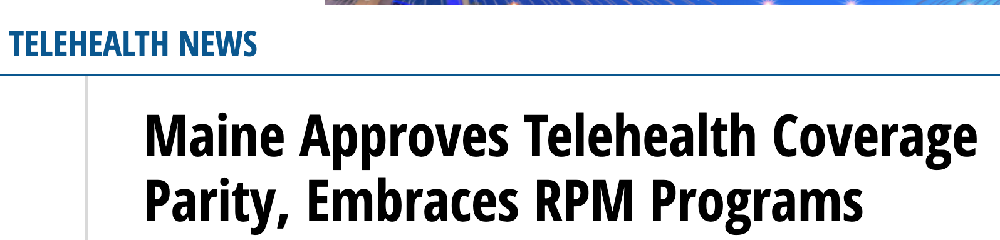 TELEHEALTH NEWS
Maine Approves Telehealth Coverage
Parity, Embraces RPM Programs